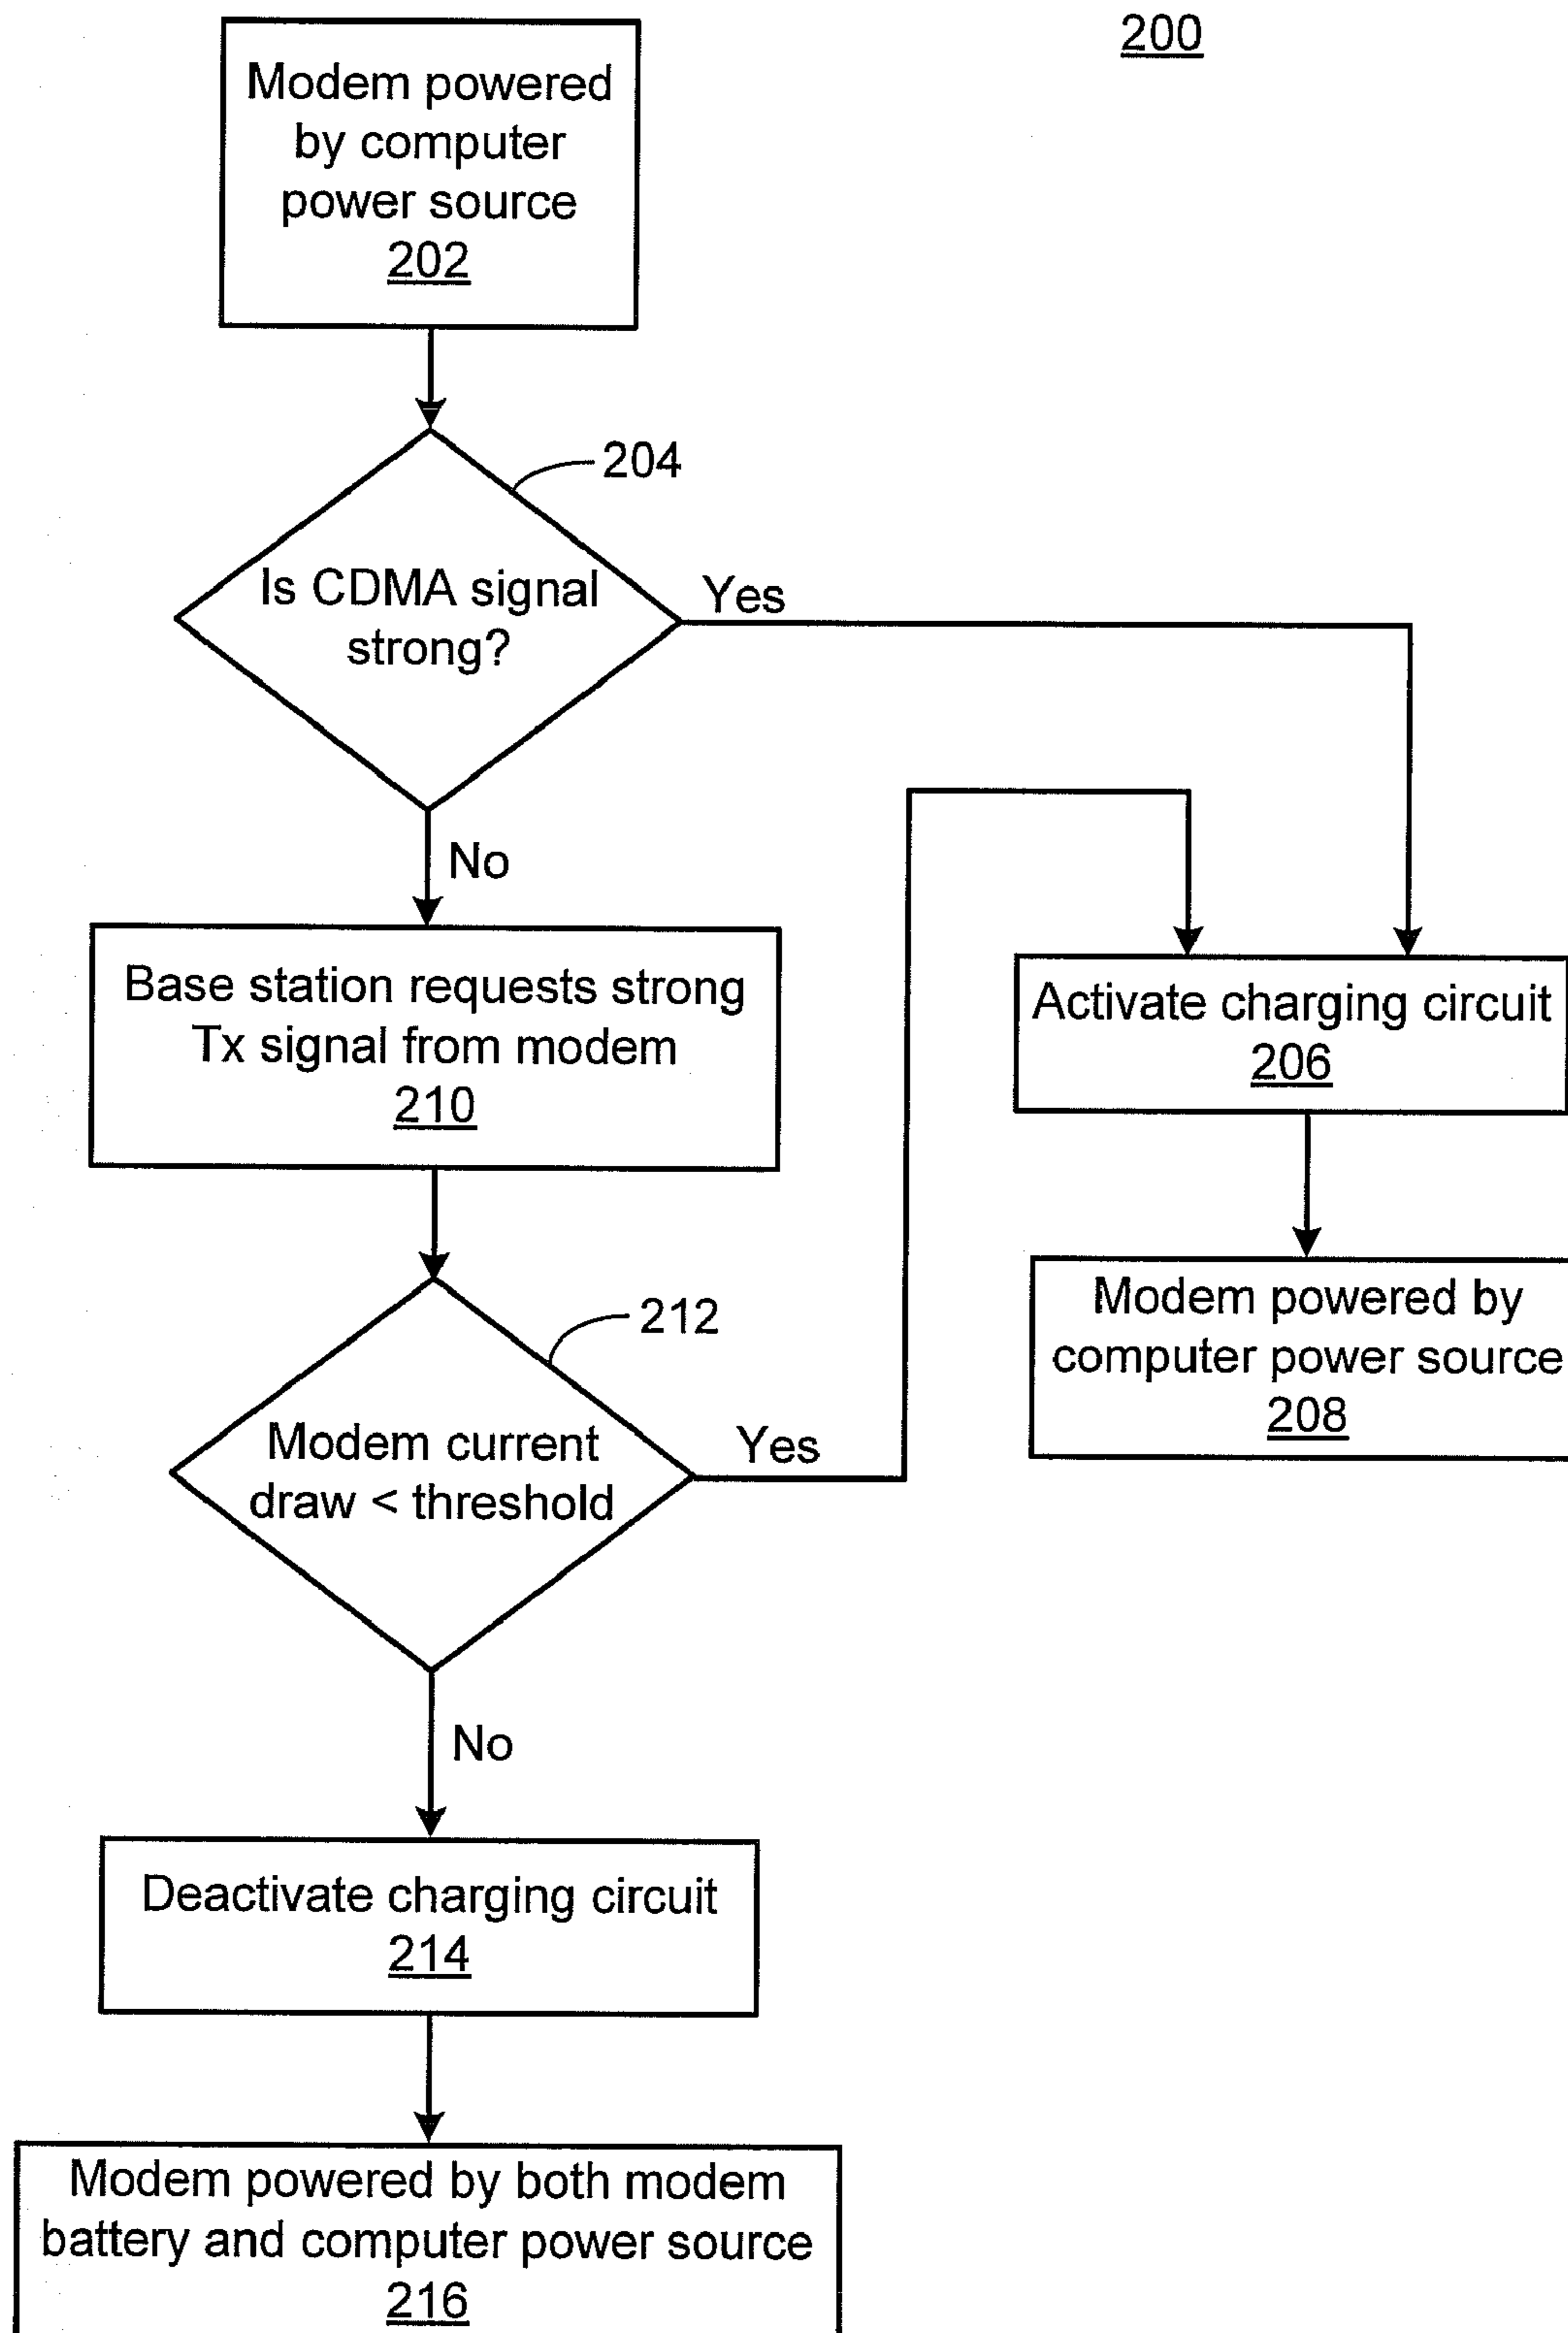 200
Modem powered
by computer
power source
202
204
Is CDMA signal
strong?
Yes
No
Base station requests strong
Tx signal from modem
210
Activate charging circuit
206
Modem powered by
computer power source
208
212
Modem current
draw < threshold
Yes
No
Deactivate charging circuit
214
Modem powered by both modem
battery and computer power source
216